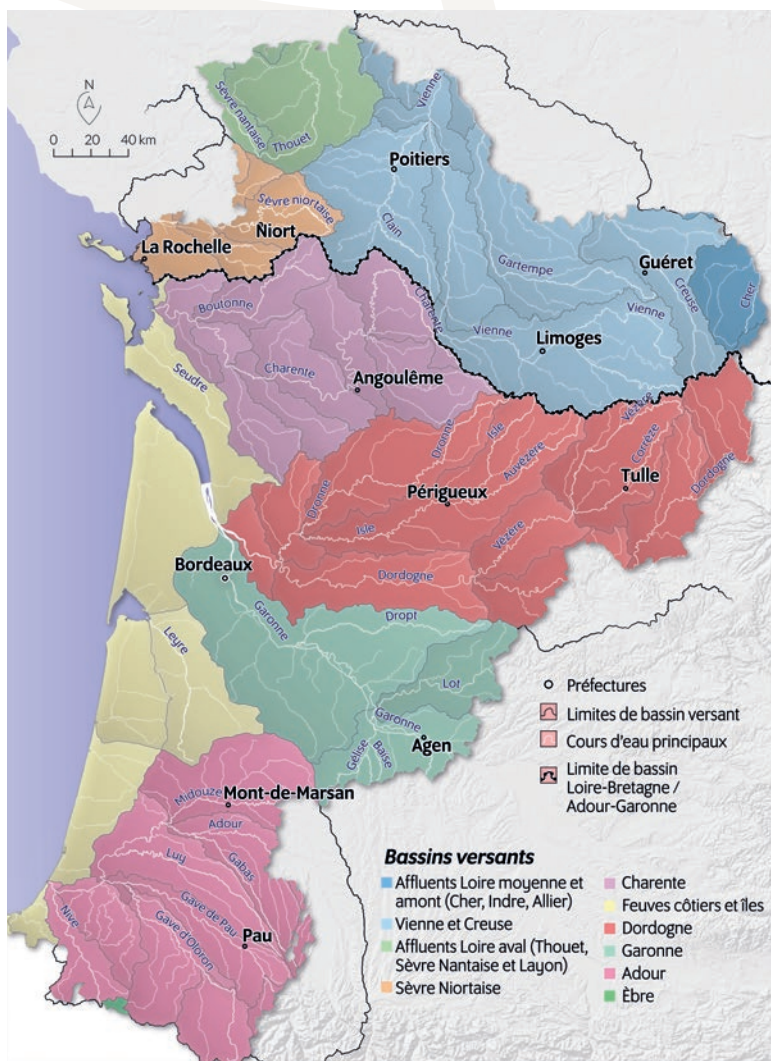 N
0 20 40 km
Sèvre nantaise
Thouet
Vienne
Poitiers
Sèvre niortaise
Niort
La Rochelle
Clain
Gartempe
Guéret
Creuse
Cher
Boutonne
Charente
Vienne
Vienne
Limoges
Charente
Angoulême
Seudre
Dronne
Isle
Auvézère
Vézère
Corrèze
Tulle
Dordogne
Périgueux
Dronne
Isle
Vézère
Bordeaux
Dordogne
Garonne
Dropt
Leyre
Lot
Garonne
Agen
Gélise
Baïse
Midouze
Mont-de-Marsan
Adour
Luy
Gabas
Gave de Pau
Nive
Gave d'Oloron
Pau
Préfectures
Limites de bassin versant
Cours d'eau principaux
Limite de bassin
Loire-Bretagne /
Adour-Garonne
Bassins versants
Affluents Loire moyenne et
amont (Cher, Indre, Allier)
Vienne et Creuse
Affluents Loire aval (Thouet,
Sèvre Nantaise et Layon)
Sèvre Niortaise
Charente
Feuves côtiers et îles
Dordogne
Garonne
Adour
Èbre